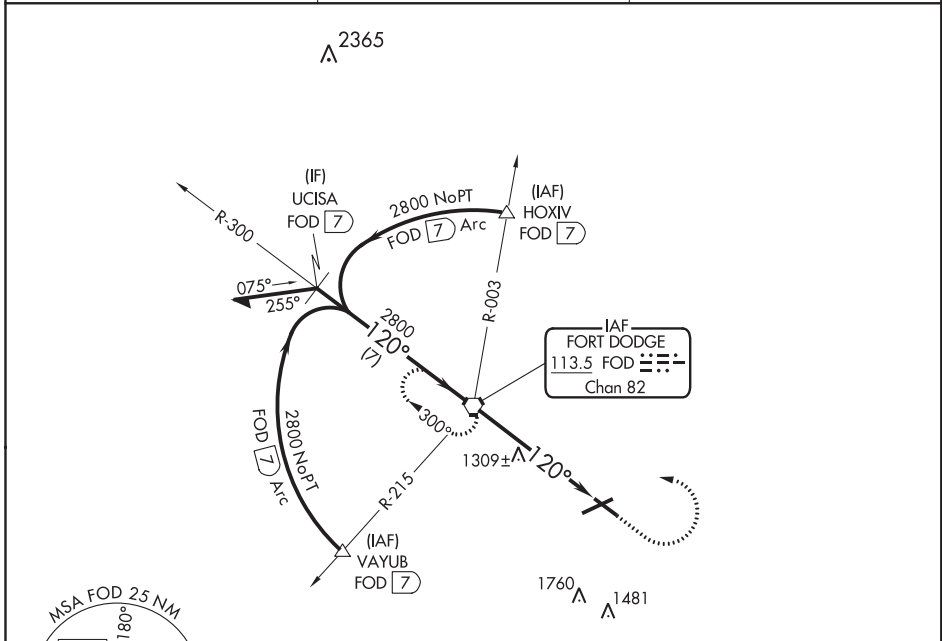 2365
(IF)
UCISA
FOD 7
R-300
2800 NoPT
FOD 7 Arc
(IAF)
HOXIV
FOD 7
075°
255°
R-003
2800
120°
(7)
IAF
FORT DODGE
113.5 FOD
Chan 82
300°
2800 NoPT
FOD 7 Arc
1309±
120°
R-215
(IAF)
VAYUB
FOD 7
1760
1481
MSA FOD 25 NM
180°